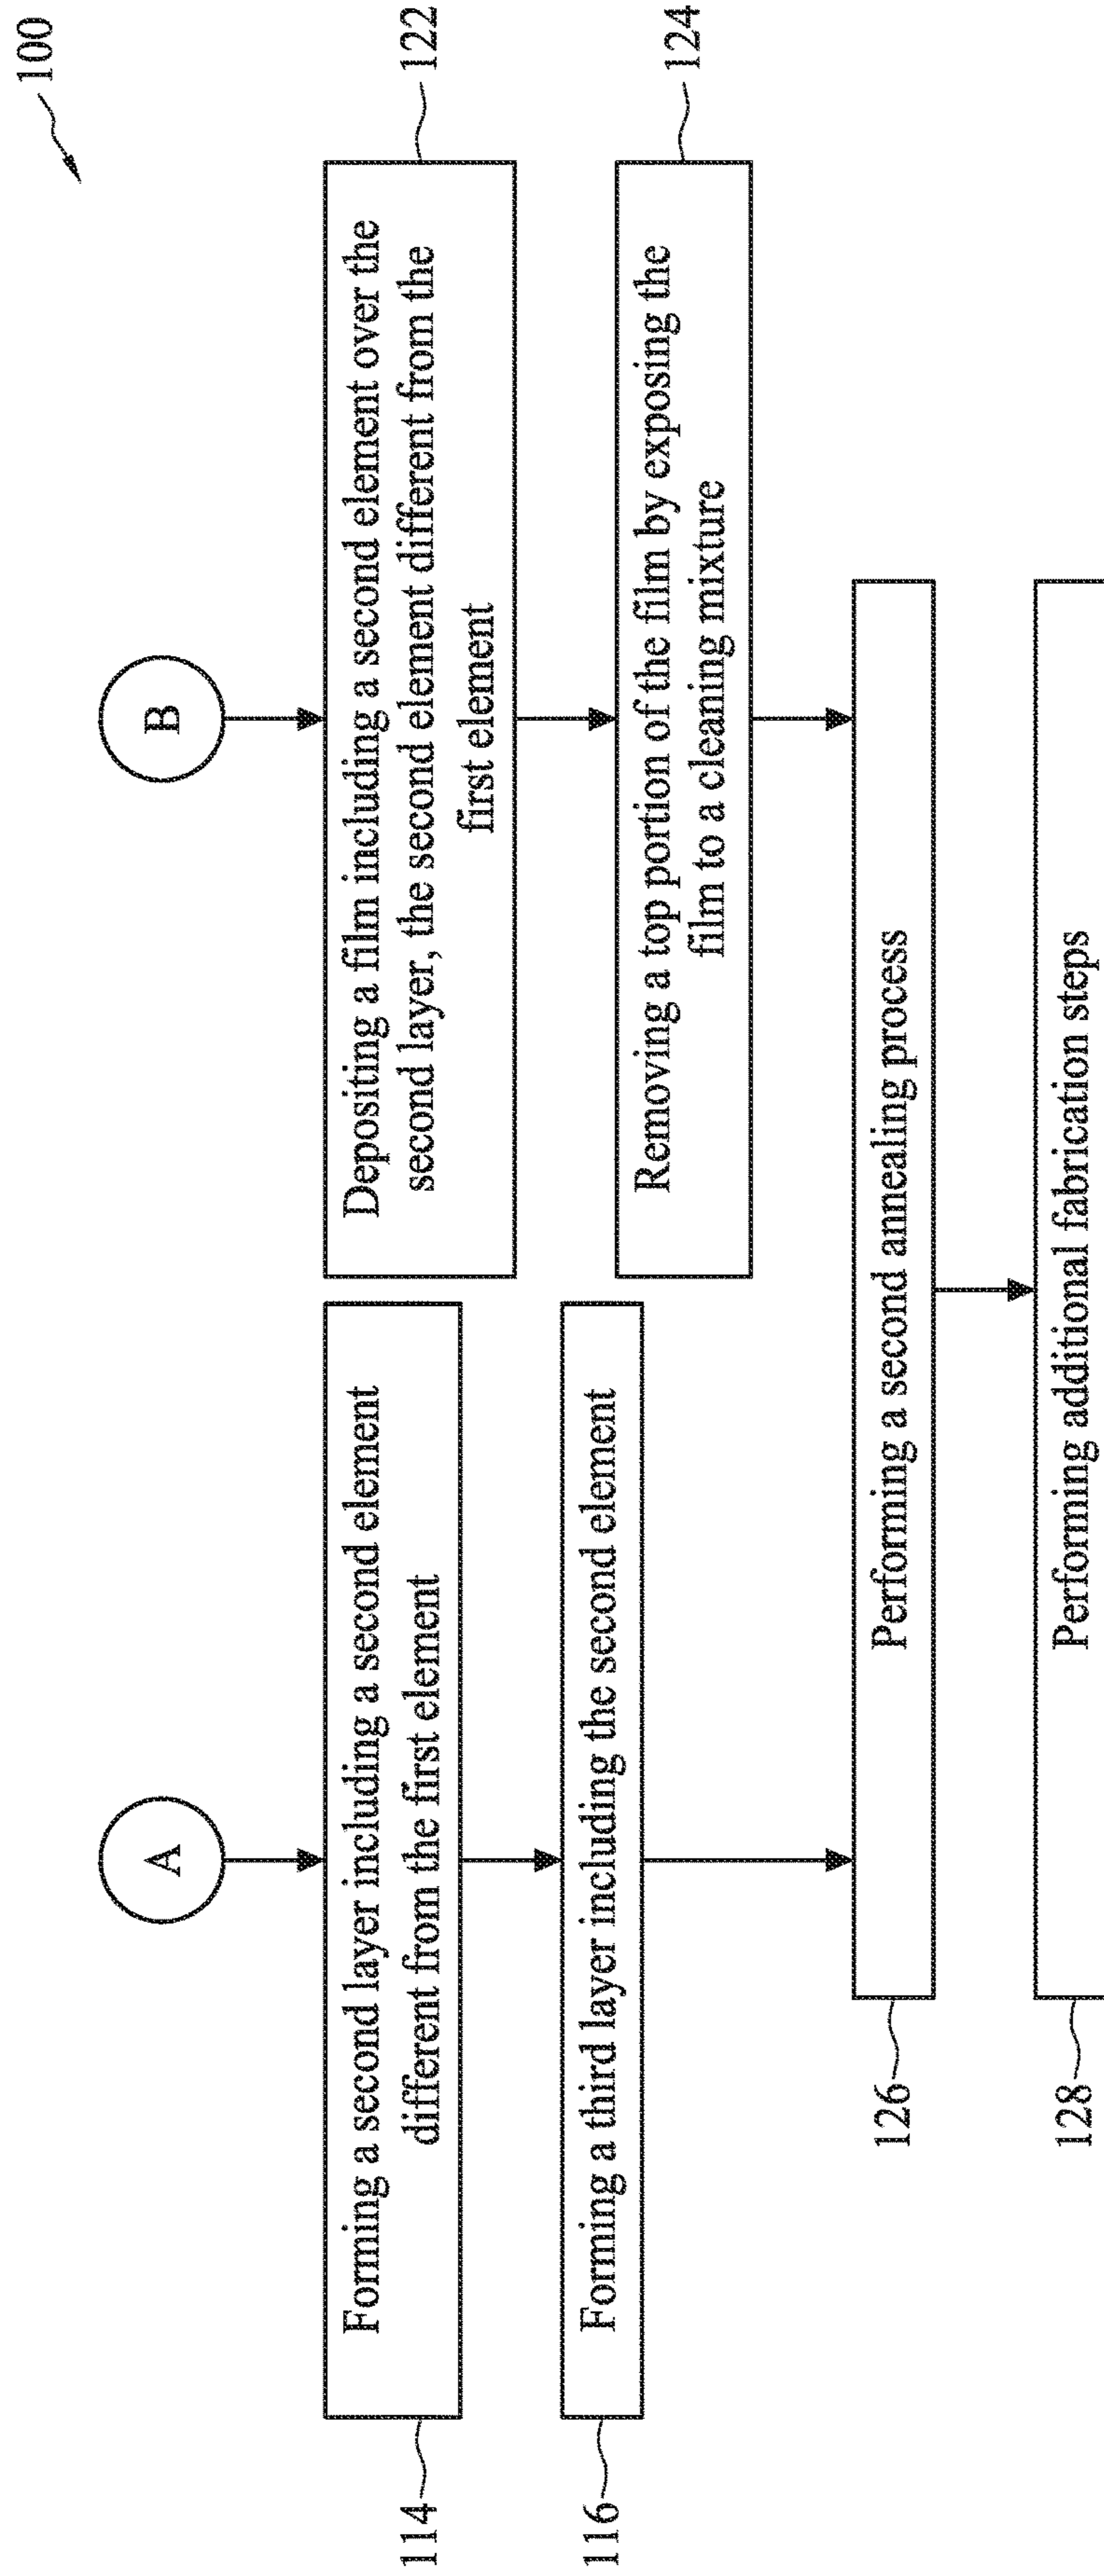 100
A
B
114
Forming a second layer including a second element
different from the first element
116
Forming a third layer including the second element
Depositing a film including a second element over the
second layer, the second element different from the
first element
122
Removing a top portion of the film by exposing the
film to a cleaning mixture
124
126
Performing a second annealing process
128
Performing additional fabrication steps